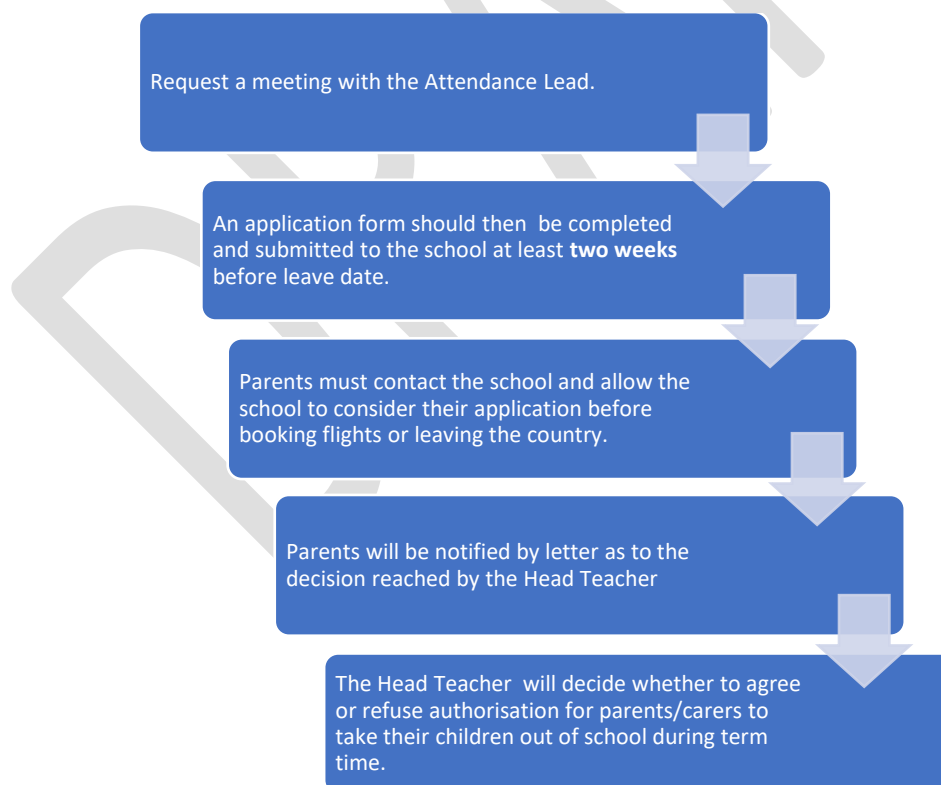 Request a meeting with the Attendance Lead.
An application form should then  be completed
and submitted to the school at least two weeks
before leave date.
Parents must contact the school and allow the
school to consider their application before
booking flights or leaving the country.
Parents will be notified by letter as to the
decision reached by the Head Teacher
The Head Teacher  will decide whether to agree
or refuse authorisation for parents/carers to
take their children out of school during term
time.